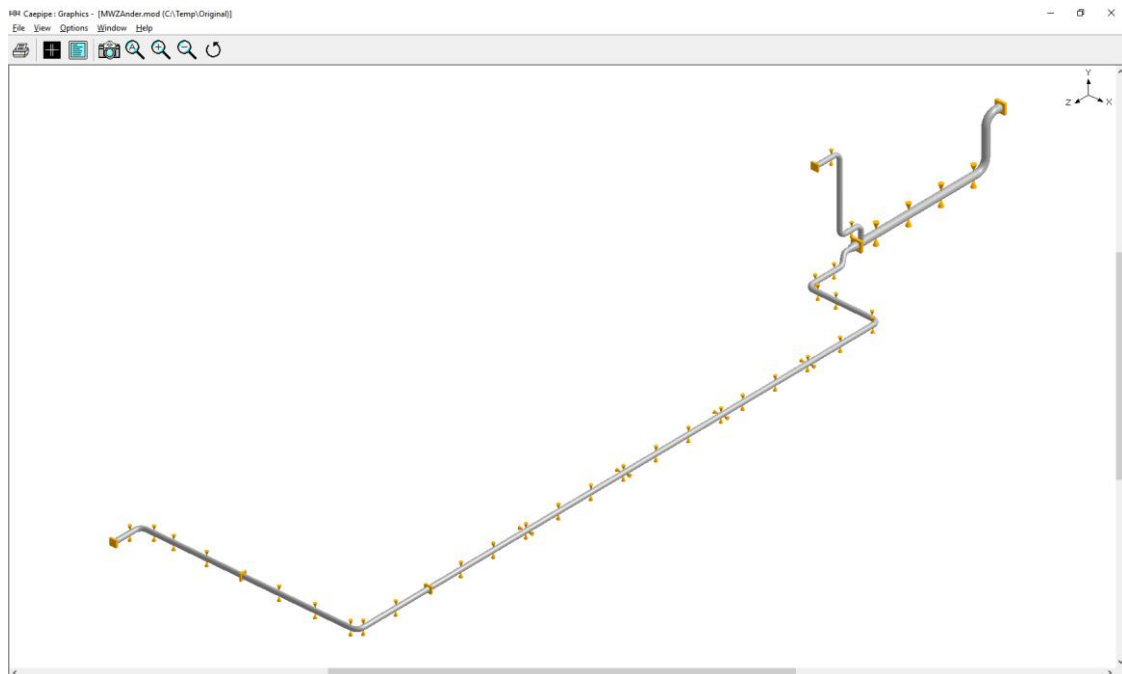 Caepipe : Graphics - [MWZAnder.mod (C:\Temp\Original)]
File View Options Window Help
A
Y
Z X